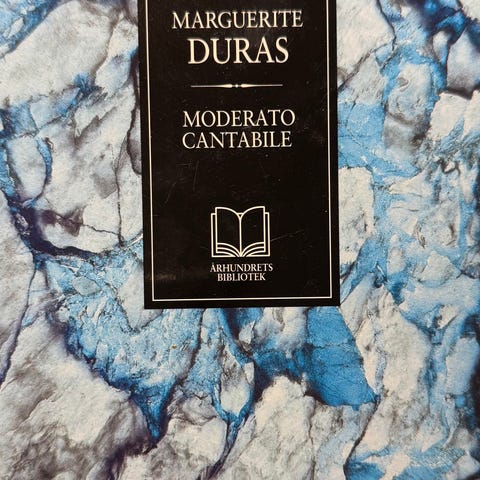 MARGUERITE
DURAS
MODERATO
CANTABILE
ÅRHUNDRETS
BIBLIOTEK